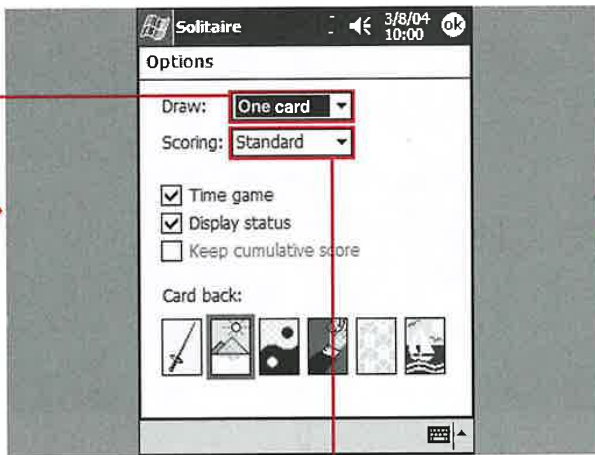 Solitaire 3/8/04
10:00 ok
Options
Draw: One card
Scoring: Standard
Time game
Display status
Keep cumulative score
Card back: